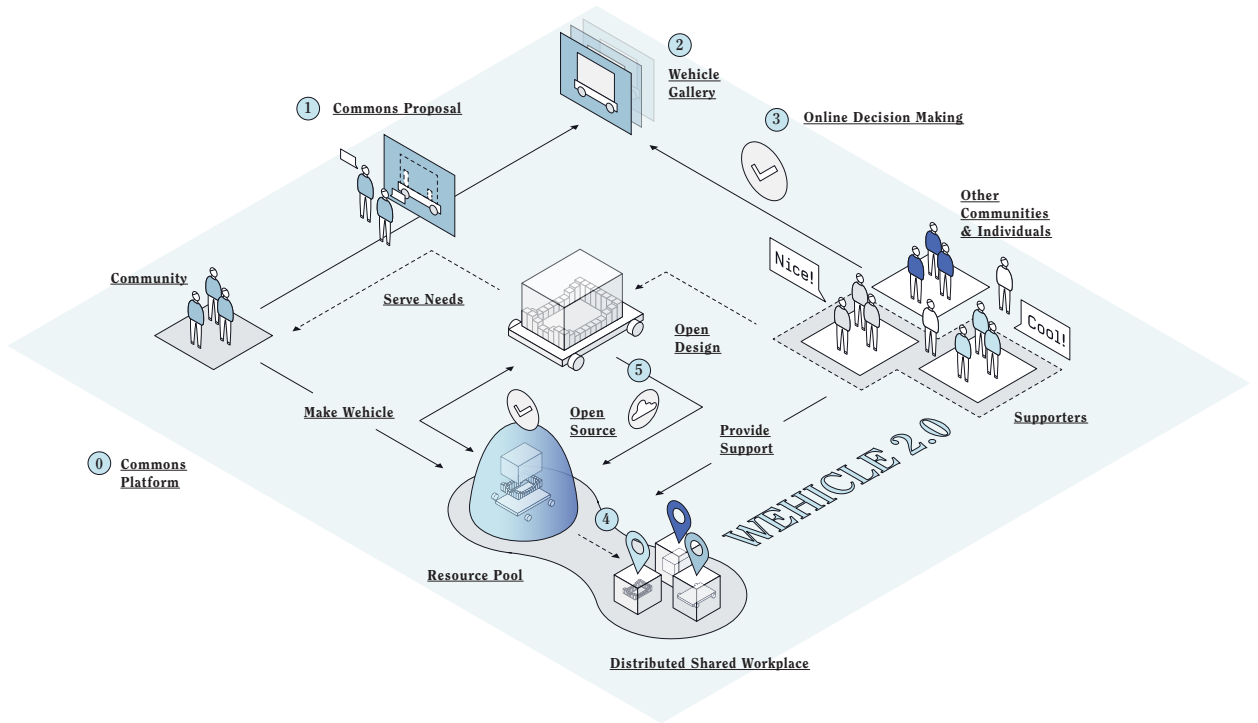 2
Wehicle
Gallery
1
Commons Proposal
3
Online Decision Making
Other
Communities
& Individuals
Nice!
Community
Serve Needs
Cool!
Open
Design
5
Make Wehicle
Open
Source
Supporters
Provide
Support
0
Commons
Platform
WEHICLE 2.0
4
Resource Pool
Distributed Shared Workplace